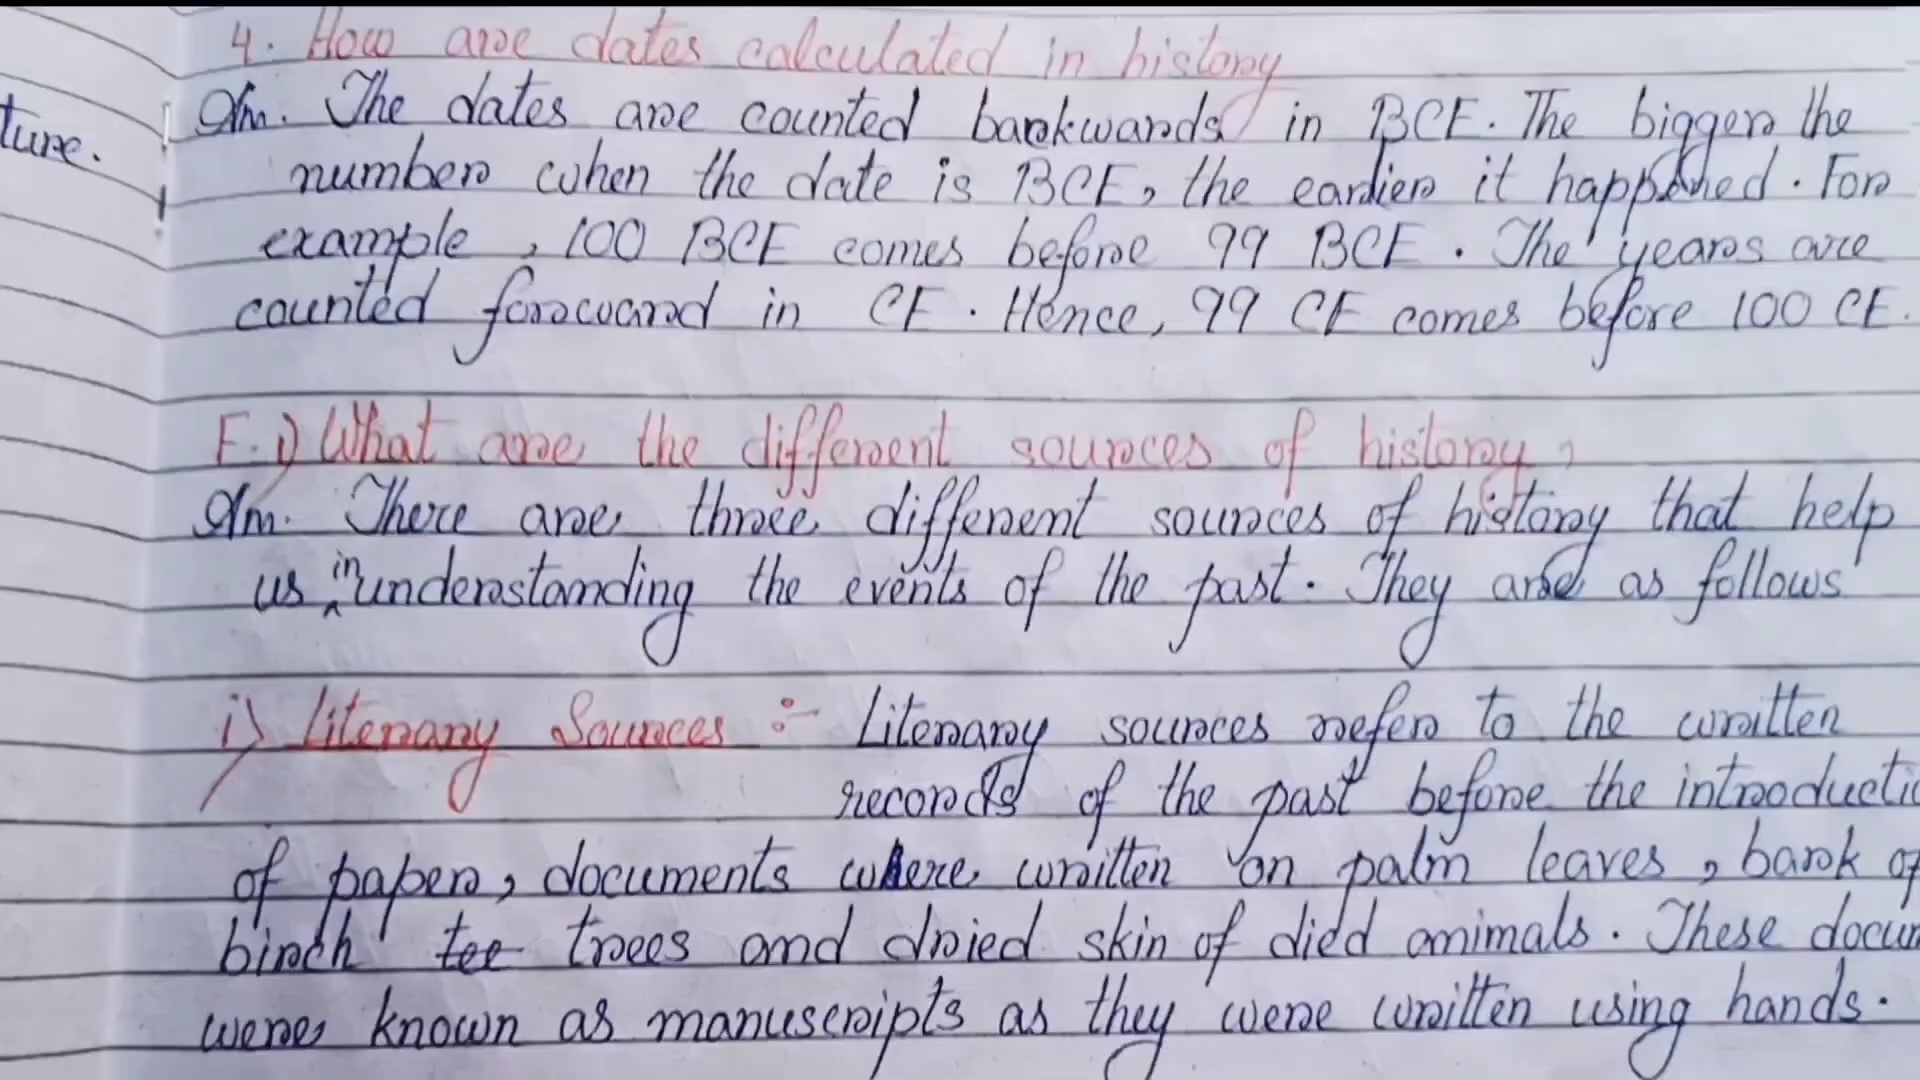 4. How are dates calculated in history
ture.
Ans. The dates are counted backwards in BCE. The bigger the
number when the date is BCE, the earlier it happened. For
example, 100 BCE comes before 99 BCE. The years are
counted forward in CE. Hence, 99 CE comes before 100 CE.
E.1) What are the different sources of history?
Ans. There are three different sources of history that help
us in understanding the events of the past. They are as follows
i) Literary Sources :- Literary sources refer to the written
records of the past before the introducti
of paper, documents where written on palm leaves, bark of
birch tee trees and dried skin of died animals. These docum
were known as manuscripts as they were written using hands.